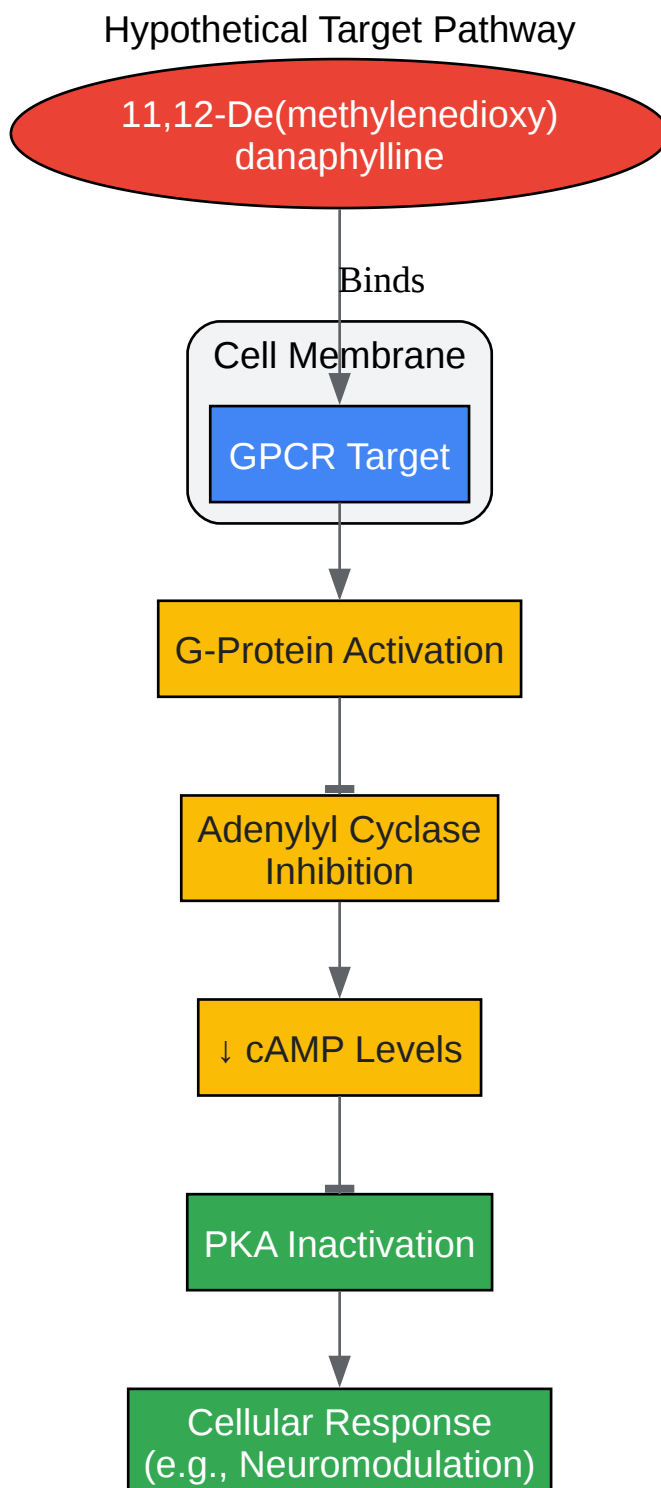 Hypothetical Target Pathway
11,12-De(methylenedioxy)
danaphylline
Binds
Cell Membrane
GPCR Target
G-Protein Activation
Adenylyl Cyclase
Inhibition
↓ cAMP Levels
PKA Inactivation
Cellular Response
(e.g., Neuromodulation)